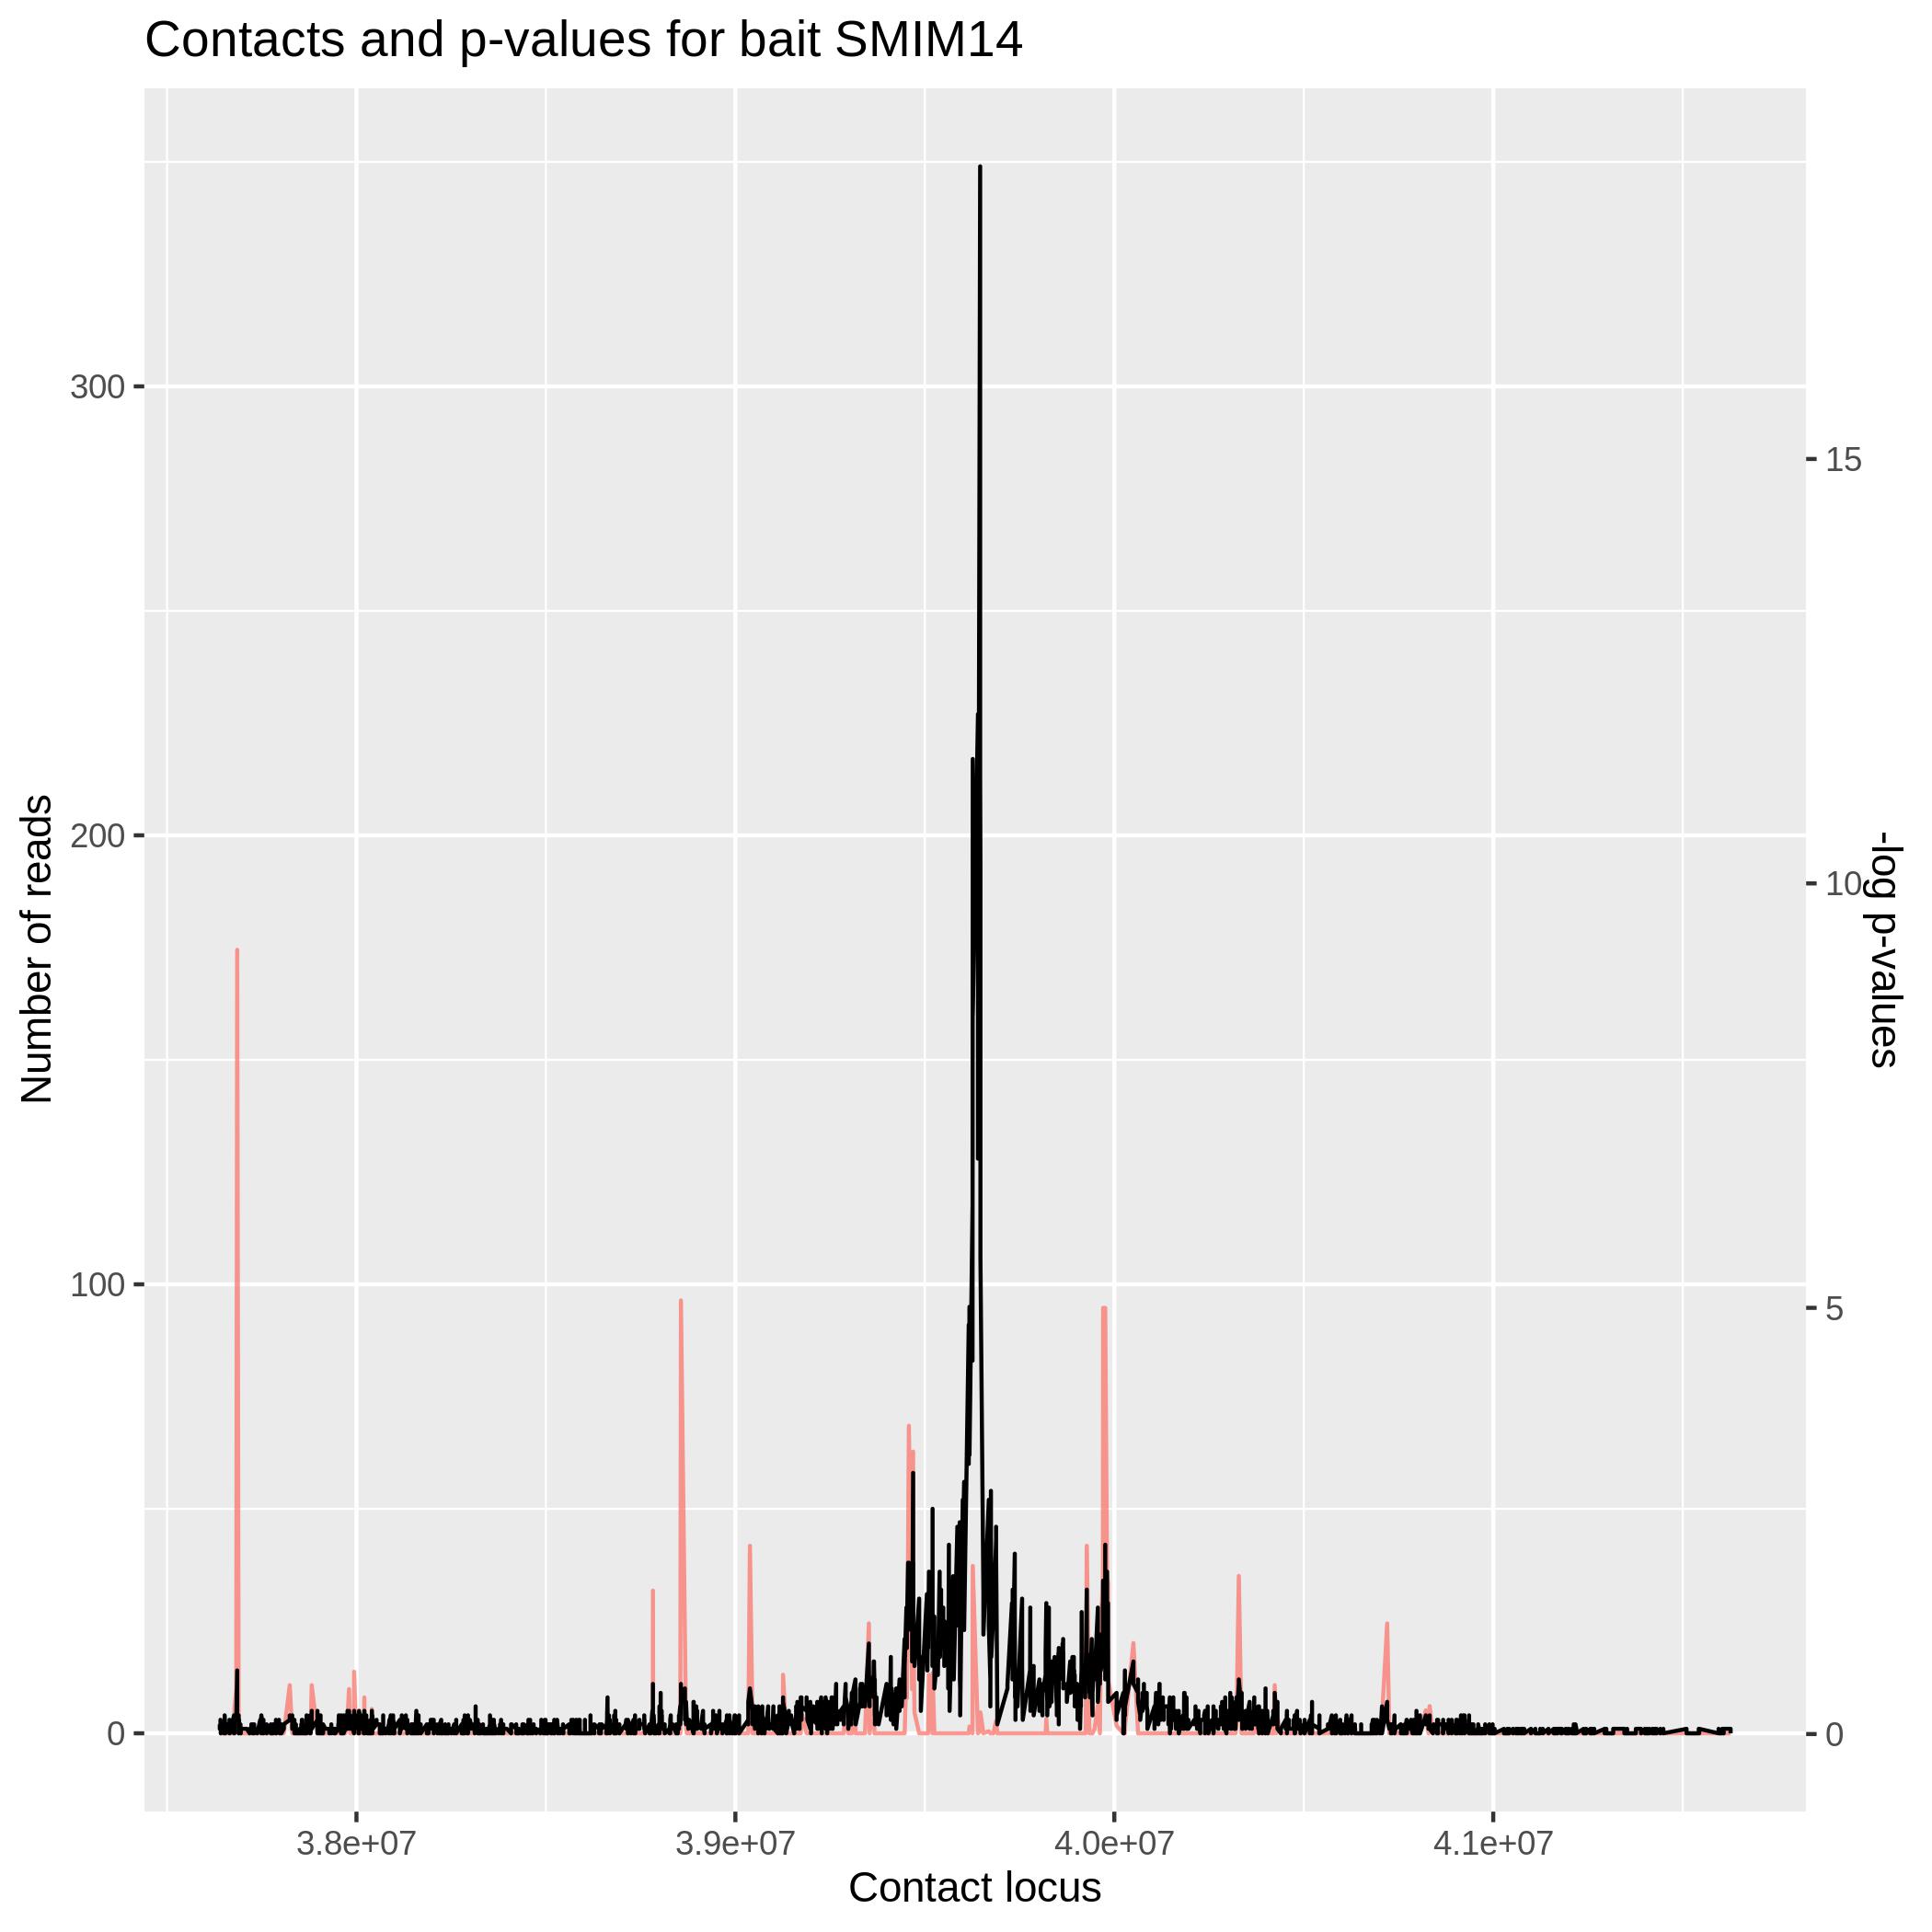 Contacts and p-values for bait SMIM14
300
200
100
0
Number of reads
15
10
5
0
-log p-values
3.8e+07
3.9e+07
4.0e+07
4.1e+07
Contact locus